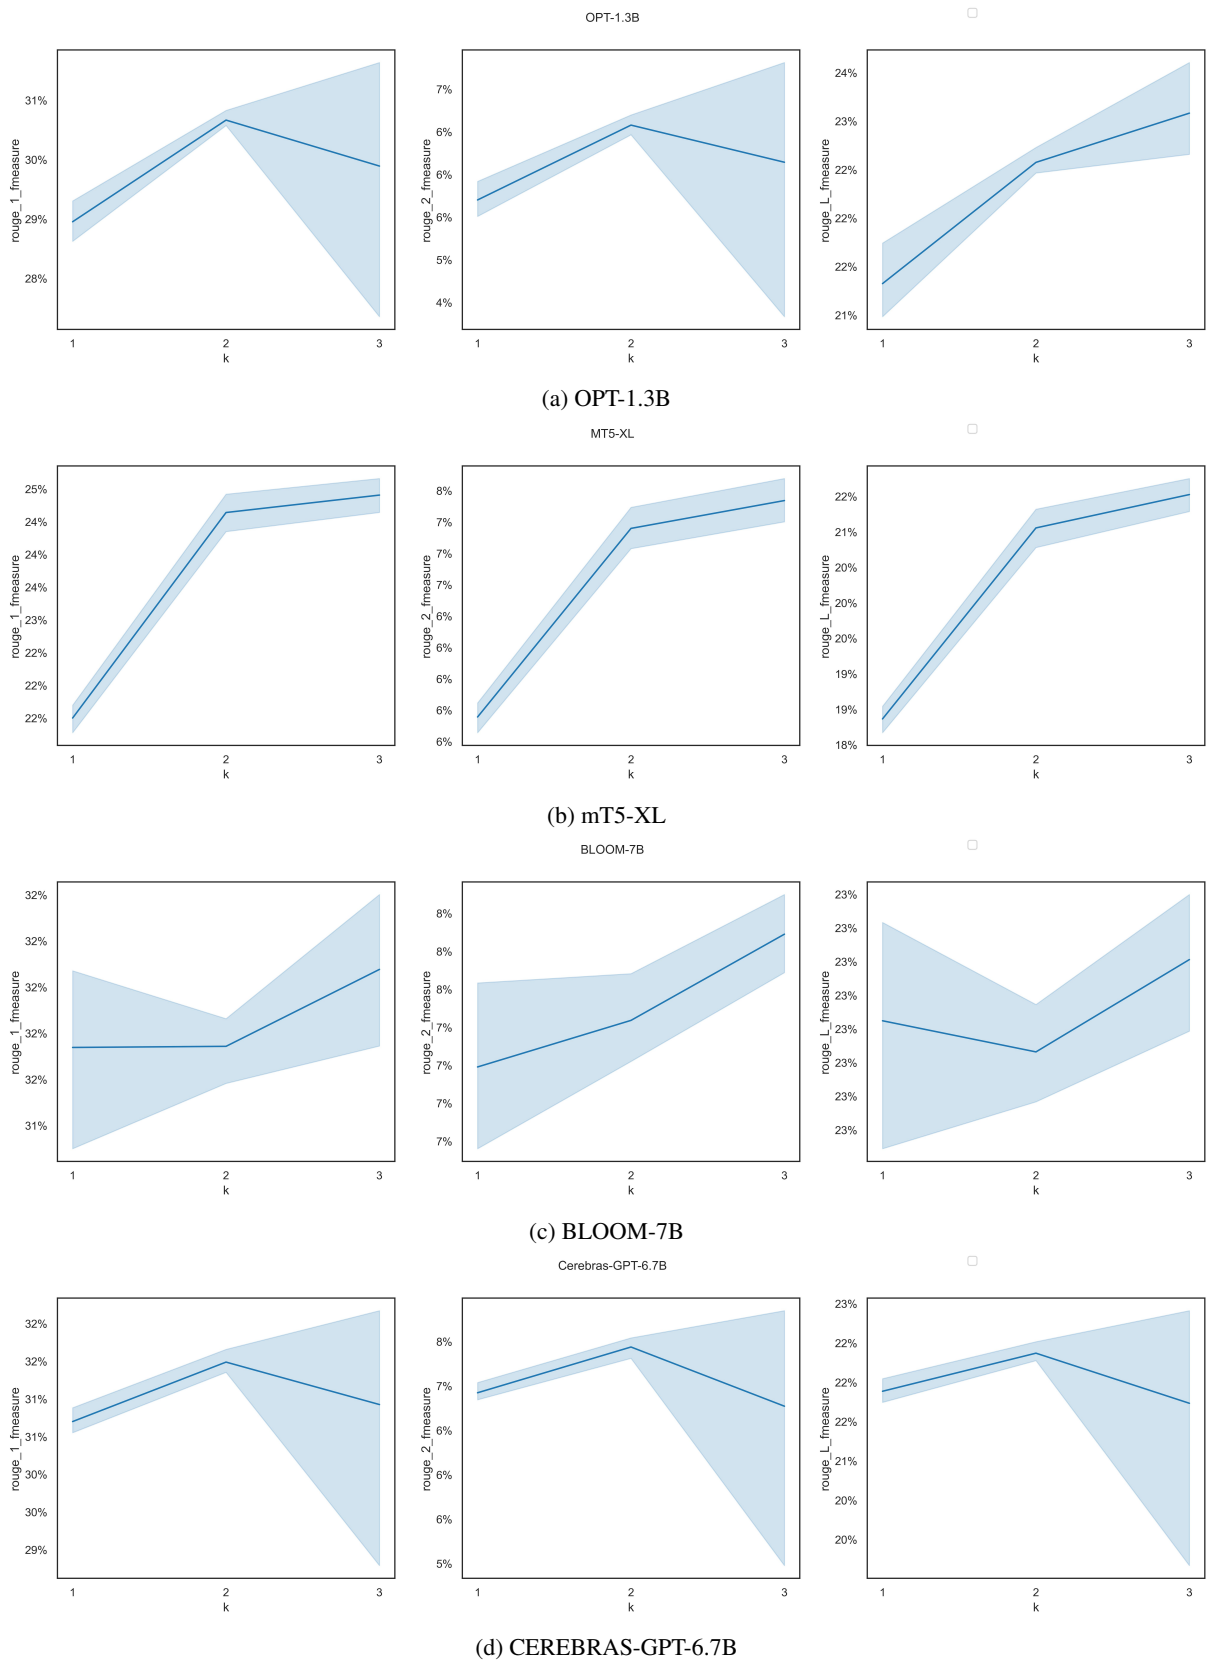 OPT-1.3B
rouge_1_fmeasure
31%
30%
29%
28%
1 2 3
k
rouge_2_fmeasure
7%
6%
6%
6%
5%
4%
1 2 3
k
rouge_L_fmeasure
24%
23%
22%
22%
22%
21%
1 2 3
k
(a) OPT-1.3B
MT5-XL
rouge_1_fmeasure
25%
24%
24%
24%
23%
22%
22%
22%
1 2 3
k
rouge_2_fmeasure
8%
7%
7%
7%
6%
6%
6%
6%
6%
1 2 3
k
rouge_L_fmeasure
22%
21%
20%
20%
20%
19%
19%
18%
1 2 3
k
(b) mT5-XL
BLOOM-7B
rouge_1_fmeasure
32%
32%
32%
32%
32%
31%
1 2 3
k
rouge_2_fmeasure
8%
8%
8%
7%
7%
7%
7%
1 2 3
k
rouge_L_fmeasure
23%
23%
23%
23%
23%
23%
23%
23%
1 2 3
k
(c) BLOOM-7B
Cerebras-GPT-6.7B
rouge_1_fmeasure
32%
32%
31%
31%
30%
30%
29%
1 2 3
k
rouge_2_fmeasure
8%
7%
6%
6%
6%
5%
1 2 3
k
rouge_L_fmeasure
23%
22%
22%
22%
21%
20%
20%
1 2 3
k
(d) CEREBRAS-GPT-6.7B